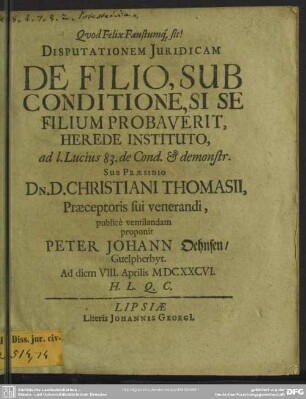 Qvod Felix Faustumq; sit!
DISPUTATIONEM JURIDICAM
DE FILIO, SUB
CONDITIONE, SI SE
FILIUM PROBAVERIT,
HEREDE INSTITUTO,
ad l. Lucius 83. de Cond. & demonstr.
SUB PRÆSIDIO
DN. D. CHRISTIANI THOMASII,
Præceptoris sui venerandi,
publicè ventilandam
proponit
PETER JOHANN Oehnsen/
Guelpherbyt.
Ad diem VIII. Aprilis MDCXXCVI.
H. L. Q. C.
LIPSIÆ
Literis JOHANNIS GEORGI.
Diss. jur. civ.